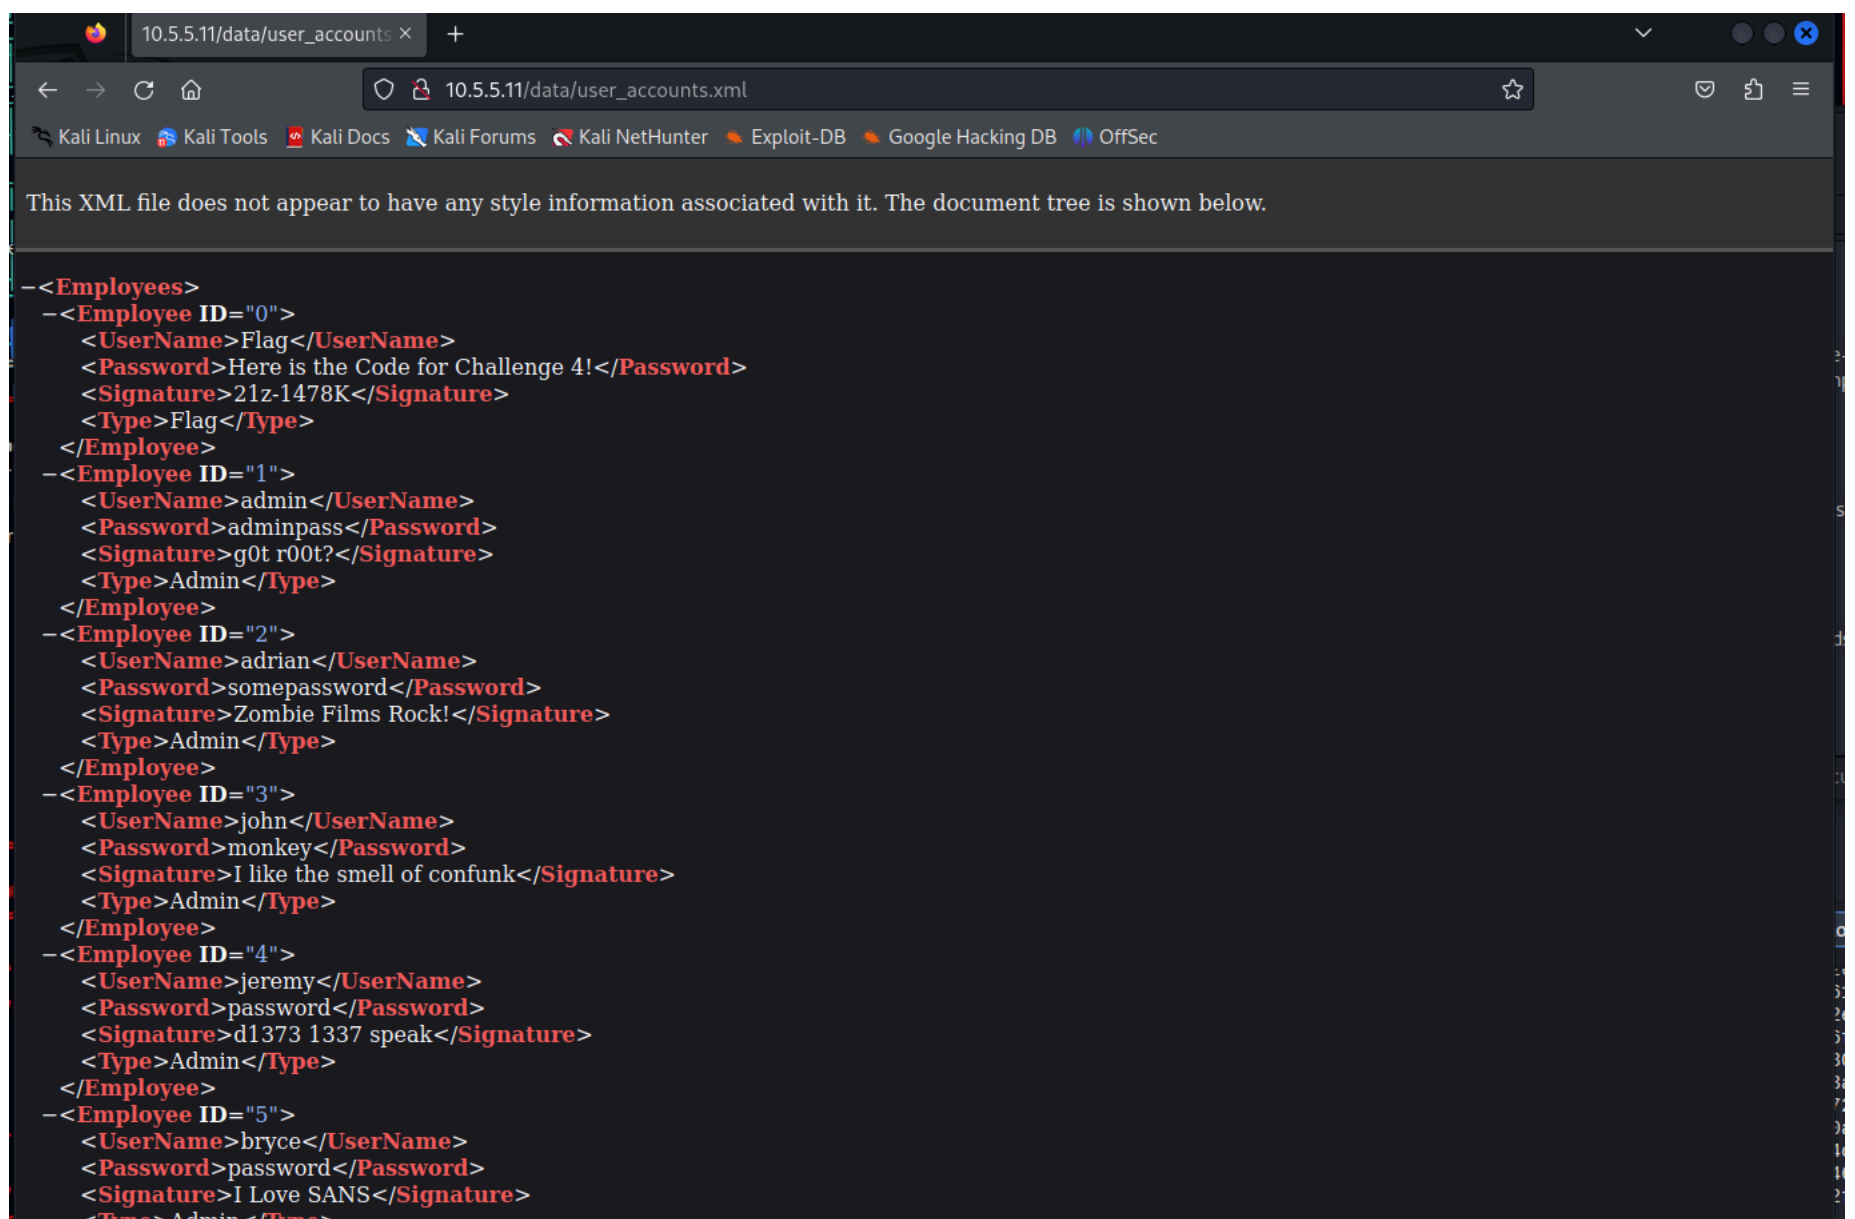 10.5.5.11/data/user_accounts
10.5.5.11/data/user_accounts.xml
Kali Linux Kali Tools Kali Docs Kali Forums Kali NetHunter Exploit-DB Google Hacking DB OffSec
This XML file does not appear to have any style information associated with it. The document tree is shown below.
−<Employees>
−<Employee ID="0">
<UserName>Flag</UserName>
<Password>Here is the Code for Challenge 4!</Password>
<Signature>21z-1478K</Signature>
<Type>Flag</Type>
</Employee>
−<Employee ID="1">
<UserName>admin</UserName>
<Password>adminpass</Password>
<Signature>g0t r00t?</Signature>
<Type>Admin</Type>
</Employee>
−<Employee ID="2">
<UserName>adrian</UserName>
<Password>somepassword</Password>
<Signature>Zombie Films Rock!</Signature>
<Type>Admin</Type>
</Employee>
−<Employee ID="3">
<UserName>john</UserName>
<Password>monkey</Password>
<Signature>I like the smell of confunk</Signature>
<Type>Admin</Type>
</Employee>
−<Employee ID="4">
<UserName>jeremy</UserName>
<Password>password</Password>
<Signature>d1373 1337 speak</Signature>
<Type>Admin</Type>
</Employee>
−<Employee ID="5">
<UserName>bryce</UserName>
<Password>password</Password>
<Signature>I Love SANS</Signature>
<Type>Admin</Type>